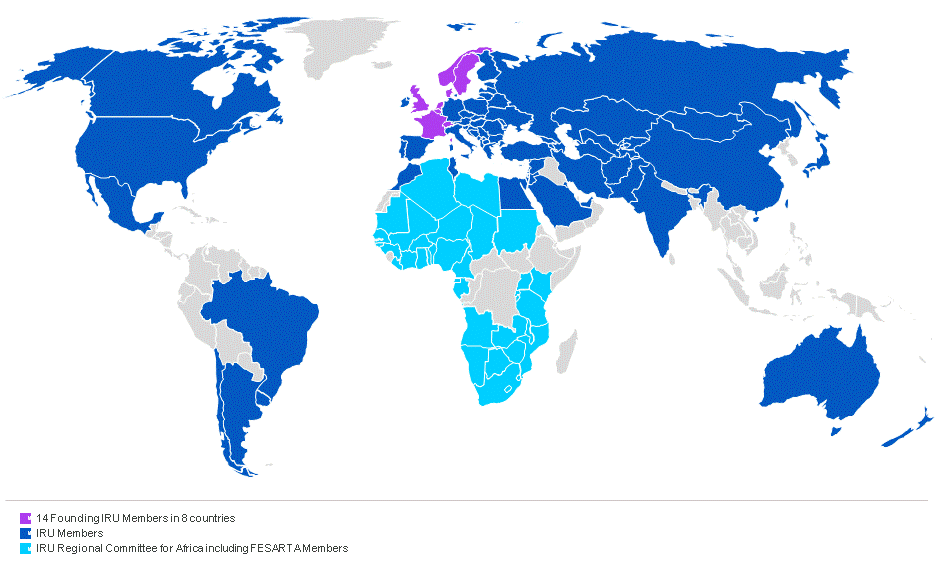 14 Founding IRU Members in 8 countries
IRU Members
IRU Regional Committee for Africa including FESARTA Members